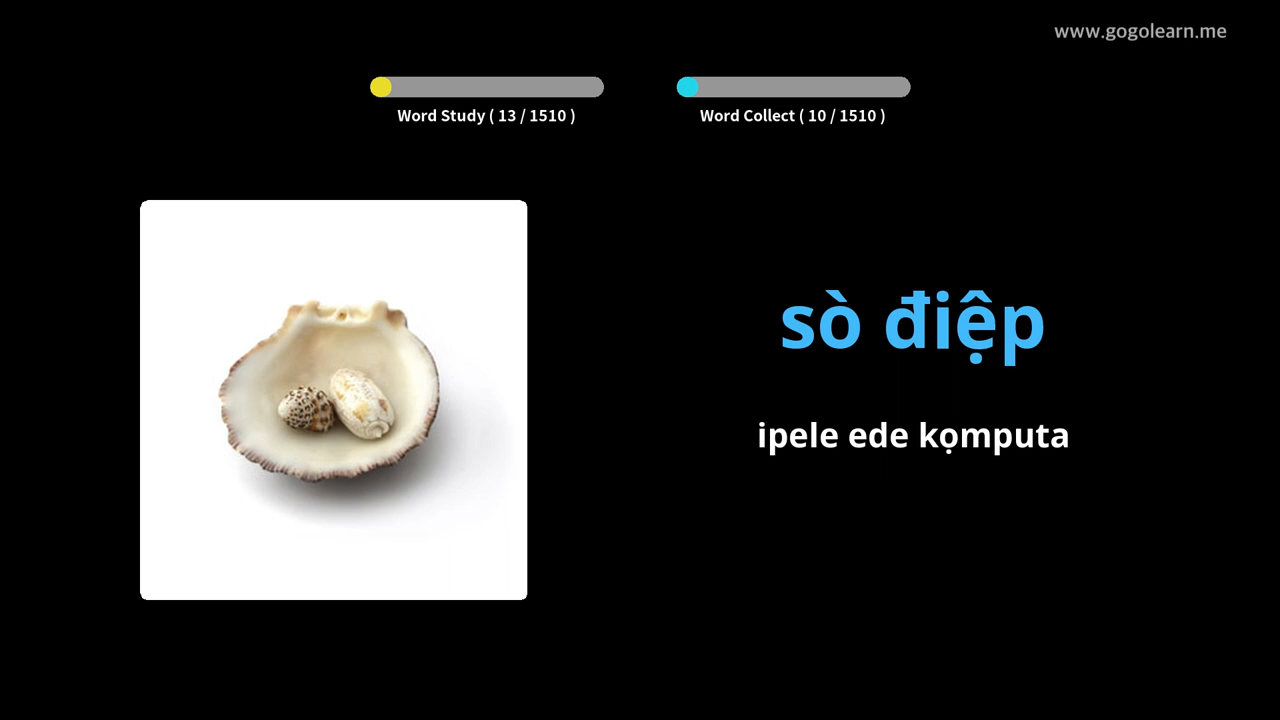 www.gogolearn.me
Word Study ( 13 / 1510 )
Word Collect ( 10 / 1510 )
sò điệp
ipele ede kọmputa